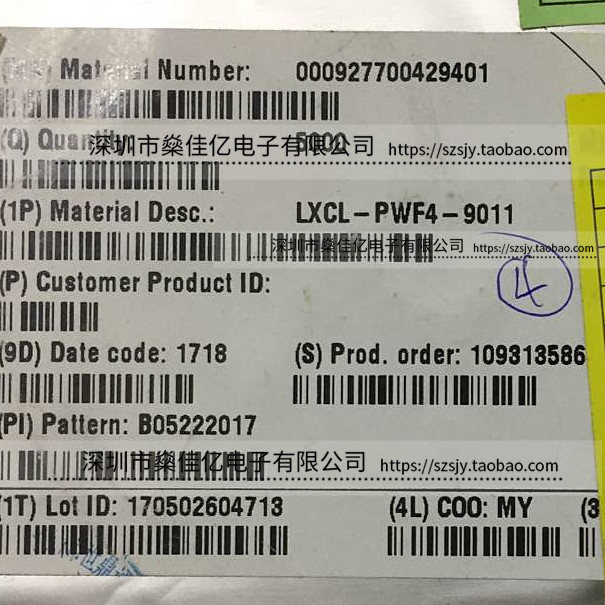 Material Number: 000927700429401
(Q) Quantity: 5000
深圳市燊佳亿电子有限公司 https://szsjy.taobao.com
(1P) Material Desc.: LXCL-PWF4-9011
深圳市燊佳亿电子有限公司 https://szsjy.taobao.com
(P) Customer Product ID:
4
(9D) Date code: 1718 (S) Prod. order: 109313586
(PI) Pattern: B05222017
深圳市燊佳亿电子有限公司 https://szsjy.taobao.com
(1T) Lot ID: 170502604713 (4L) COO: MY (3